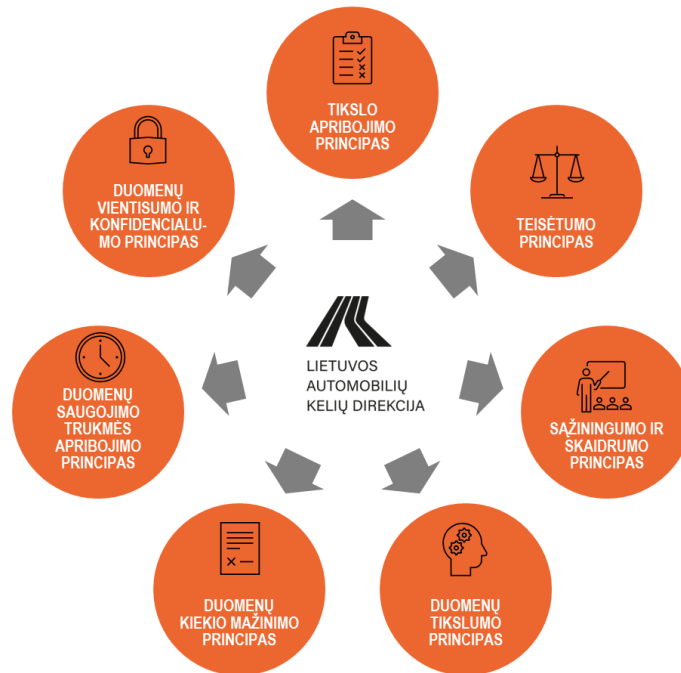 TIKSLO
APRIBOJIMO
PRINCIPAS
TEISĖTUMO
PRINCIPAS
SĄŽININGUMO IR
SKAIDRUMO
PRINCIPAS
DUOMENŲ
TIKSLUMO
PRINCIPAS
DUOMENŲ
KIEKIO MAŽINIMO
PRINCIPAS
DUOMENŲ
SAUGOJIMO
TRUKMĖS
APRIBOJIMO
PRINCIPAS
DUOMENŲ
VIENTISUMO IR
KONFIDENCIALU-
MO PRINCIPAS
LIETUVOS
AUTOMOBILIŲ
KELIŲ DIREKCIJA